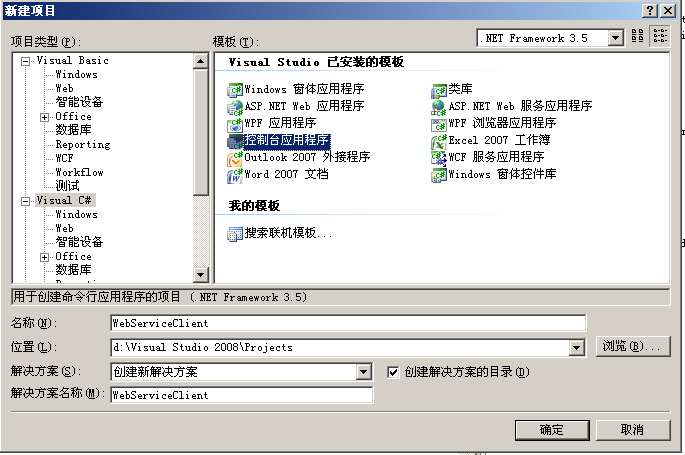 新建项目
项目类型(P):
模板(T):
.NET Framework 3.5
Visual Basic
Windows
Web
智能设备
Office
数据库
Reporting
WCF
Workflow
测试
Visual C#
Windows
Web
智能设备
Office
数据库
Visual Studio 已安装的模板
Windows 窗体应用程序
类库
ASP.NET Web 应用程序
ASP.NET Web 服务应用程序
WPF 应用程序
WPF 浏览器应用程序
控制台应用程序
Excel 2007 工作簿
Outlook 2007 外接程序
WCF 服务应用程序
Word 2007 文档
Windows 窗体控件库
我的模板
搜索联机模板...
用于创建命令行应用程序的项目 (.NET Framework 3.5)
名称(N):
WebServiceClient
位置(L):
d:\Visual Studio 2008\Projects
浏览(B)...
解决方案(S):
创建新解决方案
创建解决方案的目录(D)
解决方案名称(M):
WebServiceClient
确定
取消